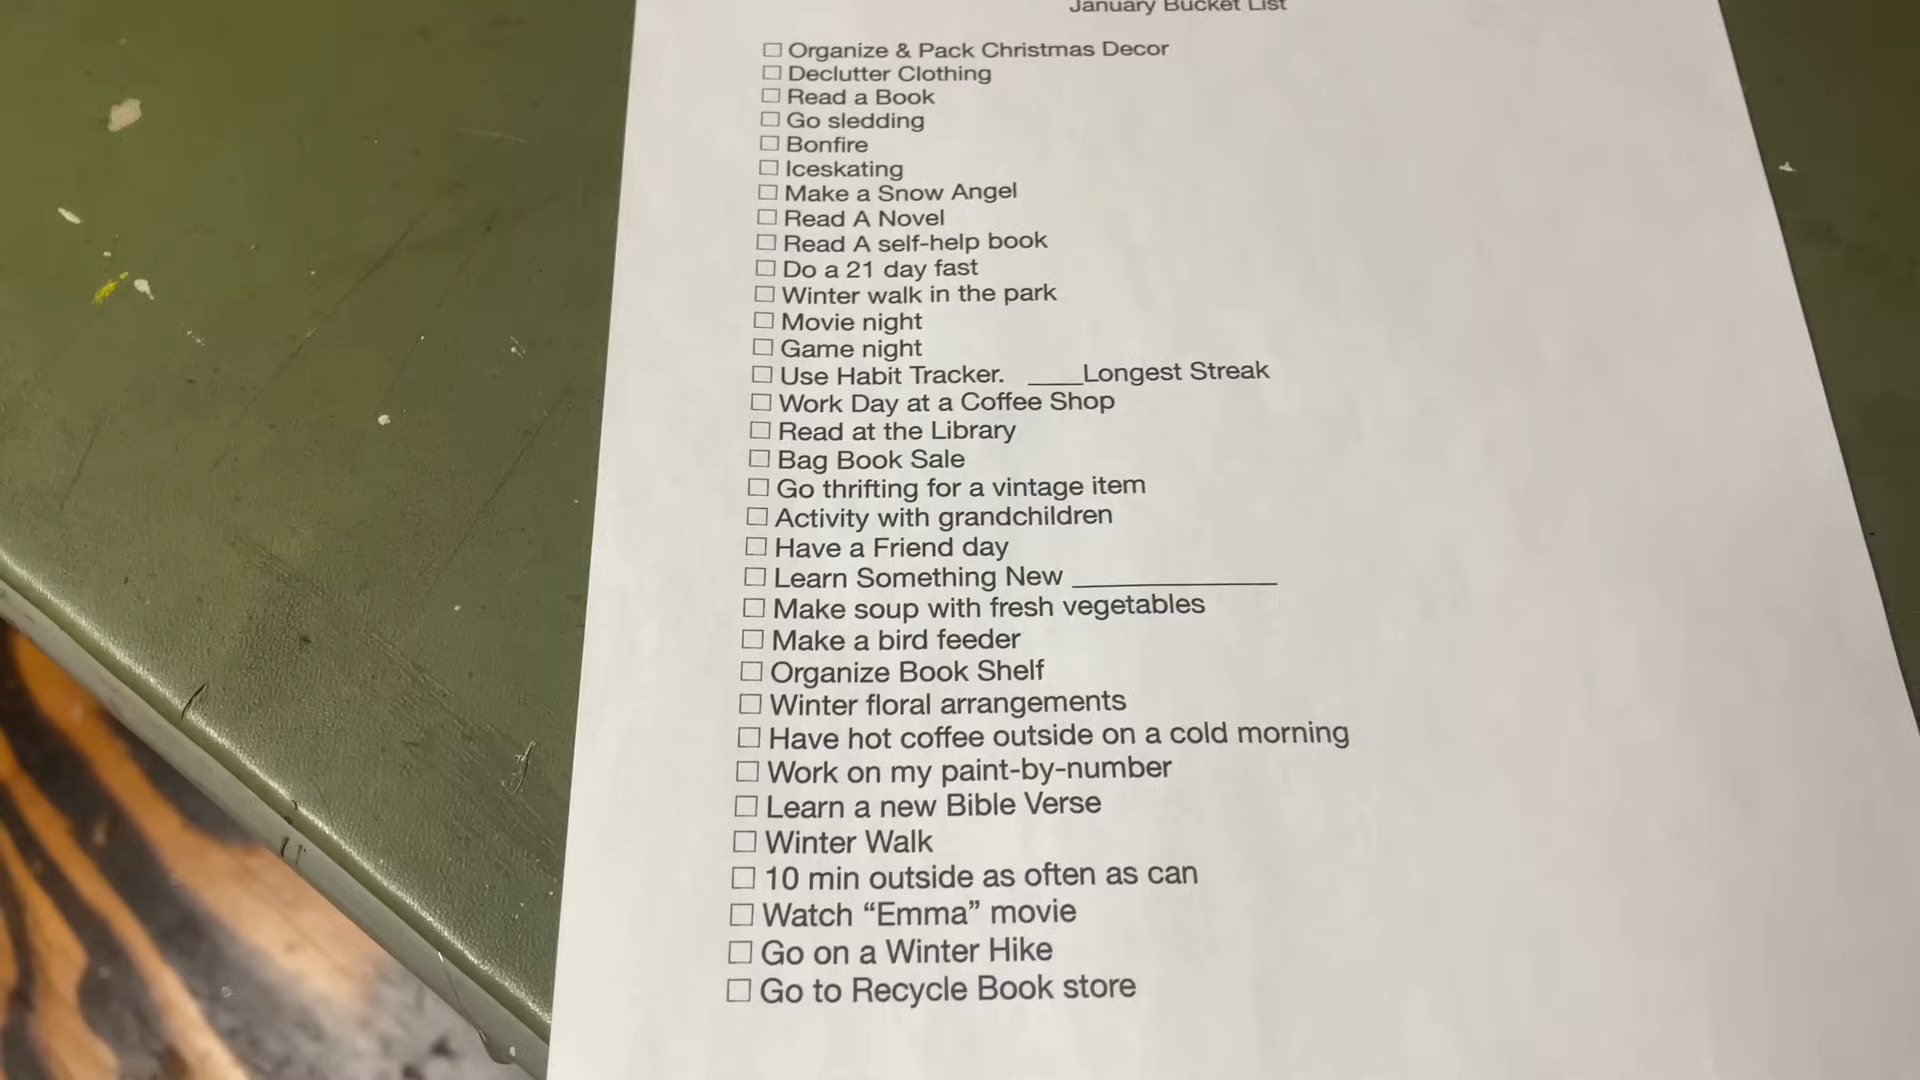 January Bucket List
☐ Organize & Pack Christmas Decor
☐ Declutter Clothing
☐ Read a Book
☐ Go sledding
☐ Bonfire
☐ Iceskating
☐ Make a Snow Angel
☐ Read A Novel
☐ Read A self-help book
☐ Do a 21 day fast
☐ Winter walk in the park
☐ Movie night
☐ Game night
☐ Use Habit Tracker. ____Longest Streak
☐ Work Day at a Coffee Shop
☐ Read at the Library
☐ Bag Book Sale
☐ Go thrifting for a vintage item
☐ Activity with grandchildren
☐ Have a Friend day
☐ Learn Something New ______________
☐ Make soup with fresh vegetables
☐ Make a bird feeder
☐ Organize Book Shelf
☐ Winter floral arrangements
☐ Have hot coffee outside on a cold morning
☐ Work on my paint-by-number
☐ Learn a new Bible Verse
☐ Winter Walk
☐ 10 min outside as often as can
☐ Watch “Emma” movie
☐ Go on a Winter Hike
☐ Go to Recycle Book store